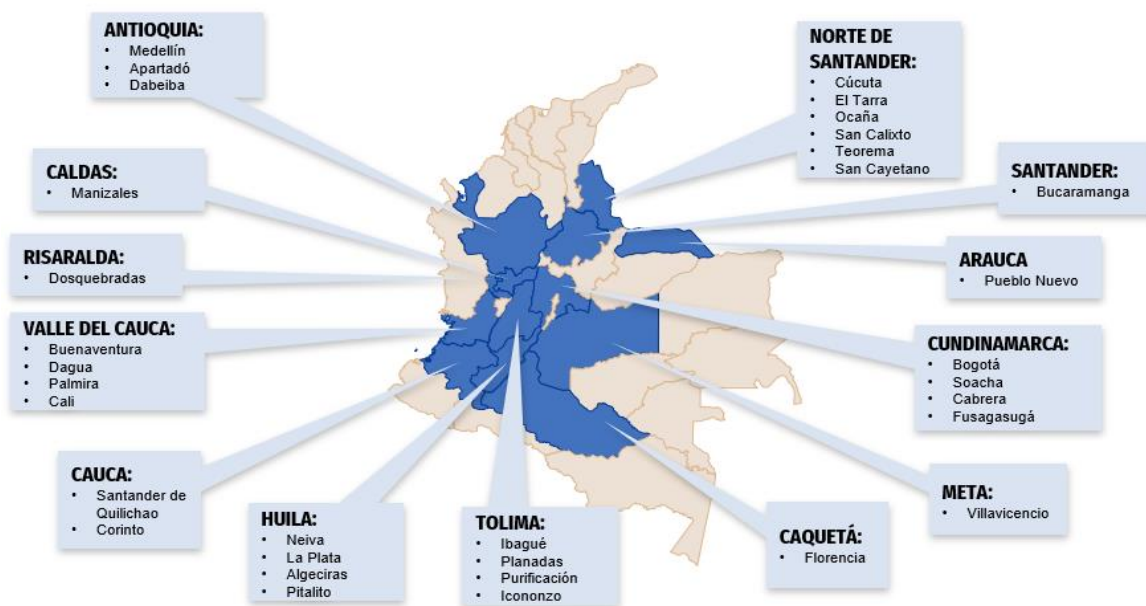 ANTIOQUIA:
• Medellín
• Apartadó
• Dabeiba
NORTE DE
SANTANDER:
• Cúcuta
• El Tarra
• Ocaña
• San Calixto
• Teorema
• San Cayetano
CALDAS:
• Manizales
SANTANDER:
• Bucaramanga
RISARALDA:
• Dosquebradas
ARAUCA
• Pueblo Nuevo
VALLE DEL CAUCA:
• Buenaventura
• Dagua
• Palmira
• Cali
CUNDINAMARCA:
• Bogotá
• Soacha
• Cabrera
• Fusagasugá
CAUCA:
• Santander de
Quilichao
• Corinto
HUILA:
• Neiva
• La Plata
• Algeciras
• Pitalito
TOLIMA:
• Ibagué
• Planadas
• Purificación
• Icononzo
CAQUETÁ:
• Florencia
META:
• Villavicencio